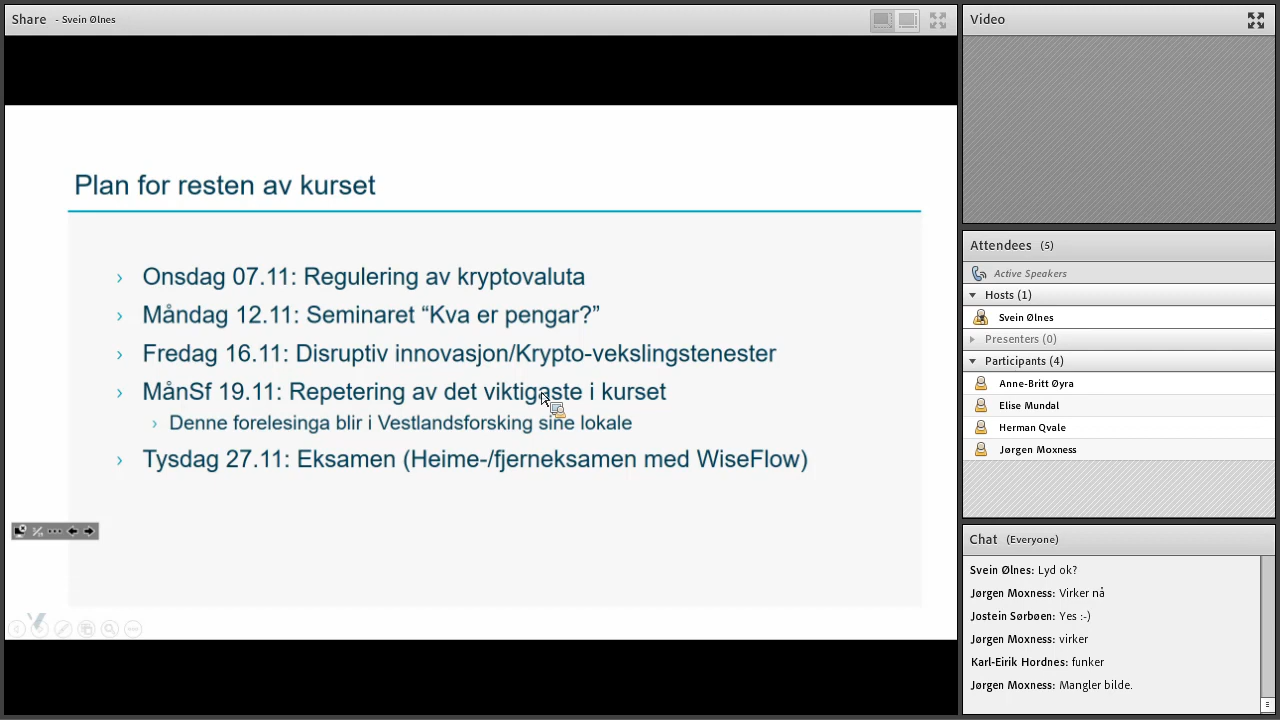 Share - Svein Ølnes
Plan for resten av kurset
› Onsdag 07.11: Regulering av kryptovaluta
› Måndag 12.11: Seminaret “Kva er pengar?”
› Fredag 16.11: Disruptiv innovasjon/Krypto-vekslingstenester
› MånSf 19.11: Repetering av det viktigaste i kurset
› Denne forelesinga blir i Vestlandsforsking sine lokale
› Tysdag 27.11: Eksamen (Heime-/fjerneksamen med WiseFlow)
Video
Attendees (5)
Active Speakers
Hosts (1)
Svein Ølnes
Presenters (0)
Participants (4)
Anne-Britt Øyra
Elise Mundal
Herman Qvale
Jørgen Moxness
Chat (Everyone)
Svein Ølnes: Lyd ok?
Jørgen Moxness: Virker nå
Jostein Sørbøen: Yes :-)
Jørgen Moxness: virker
Karl-Eirik Hordnes: funker
Jørgen Moxness: Mangler bilde.